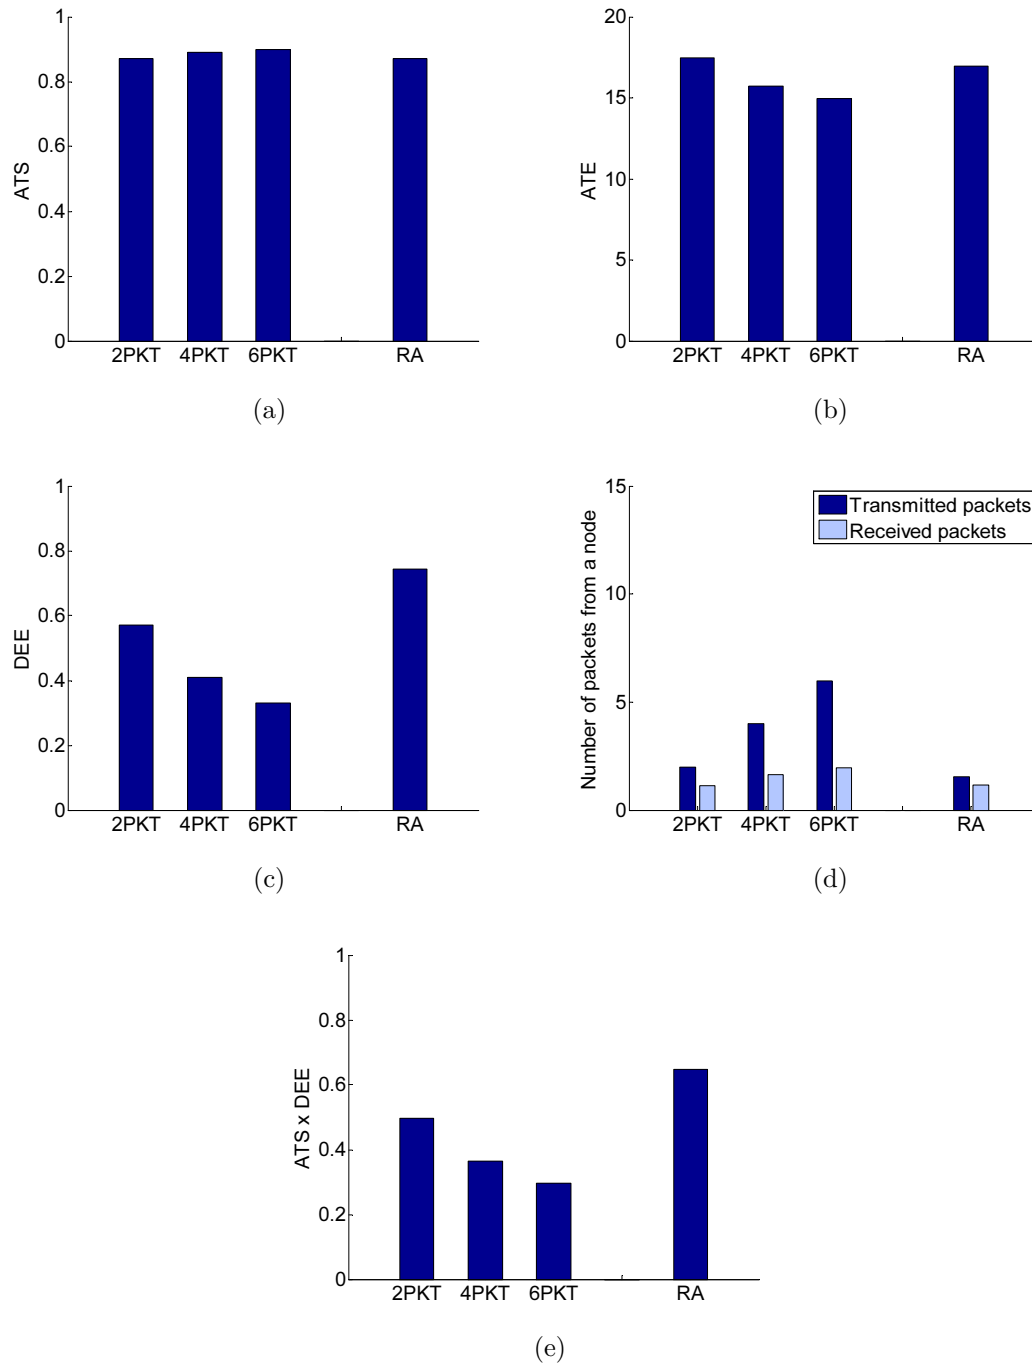 1
0.8
0.6
0.4
0.2
0
ATS
2PKT 4PKT 6PKT RA
(a)
20
15
10
5
0
ATE
2PKT 4PKT 6PKT RA
(b)
1
0.8
0.6
0.4
0.2
0
DEE
2PKT 4PKT 6PKT RA
(c)
15
10
5
0
Number of packets from a node
Transmitted packets
Received packets
2PKT 4PKT 6PKT RA
(d)
1
0.8
0.6
0.4
0.2
0
ATS x DEE
2PKT 4PKT 6PKT RA
(e)